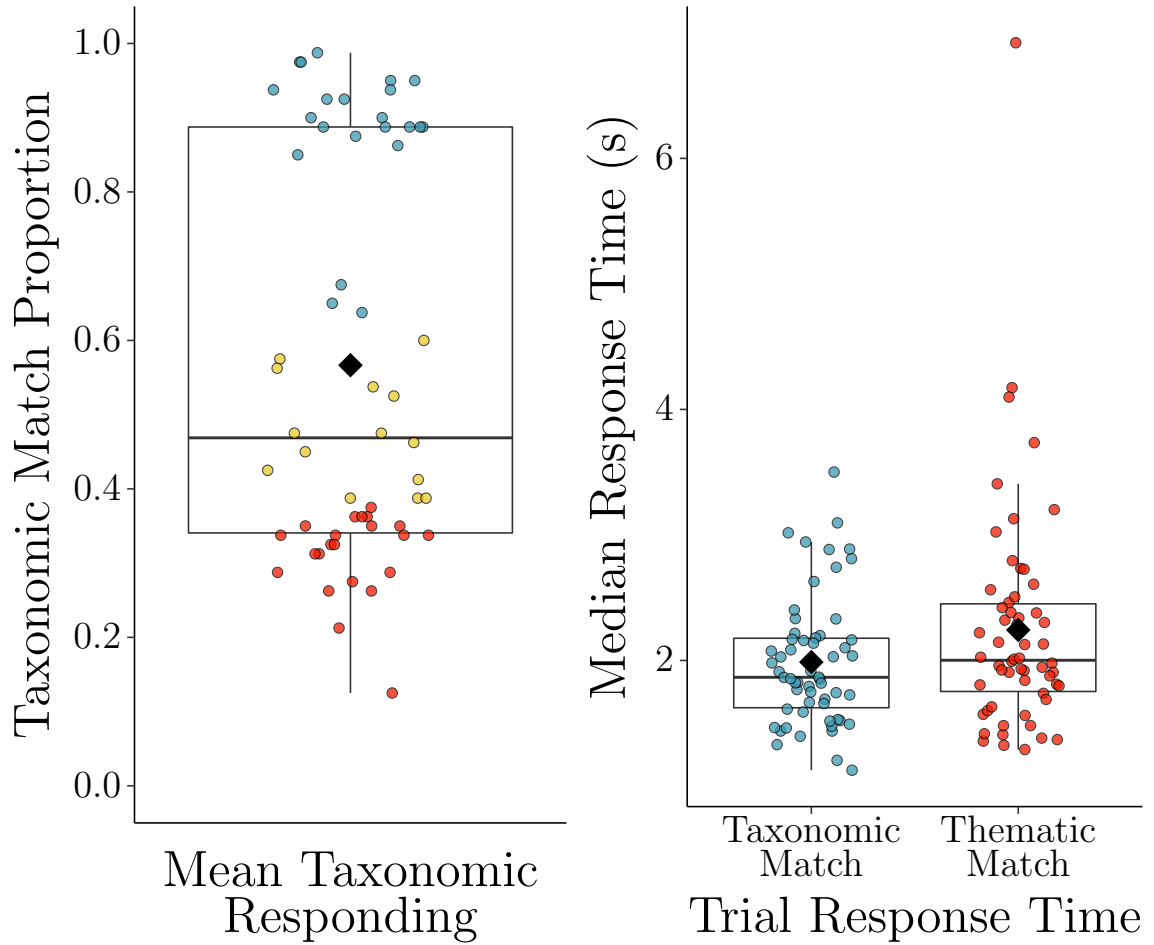 Taxonomic Match Proportion
1.0
0.8
0.6
0.4
0.2
0.0
Mean Taxonomic
Responding
Median Response Time (s)
6
4
2
Taxonomic
Match
Thematic
Match
Trial Response Time